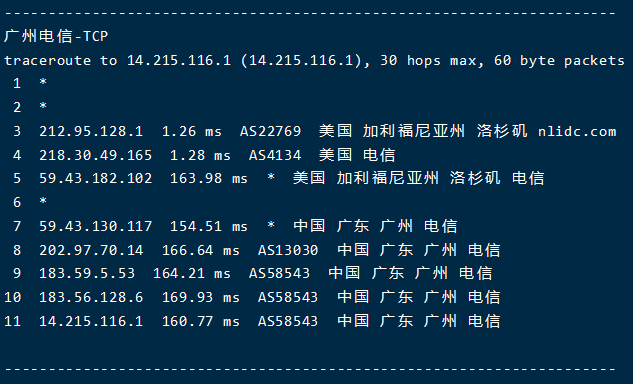 ----------------------------------------------------------------------
广州电信-TCP
traceroute to 14.215.116.1 (14.215.116.1), 30 hops max, 60 byte packets
1 *
2 *
3 212.95.128.1 1.26 ms AS22769 美国 加利福尼亚州 洛杉矶 nlidc.com
4 218.30.49.165 1.28 ms AS4134 美国 电信
5 59.43.182.102 163.98 ms * 美国 加利福尼亚州 洛杉矶 电信
6 *
7 59.43.130.117 154.51 ms * 中国 广东 广州 电信
8 202.97.70.14 166.64 ms AS13030 中国 广东 广州 电信
9 183.59.5.53 164.21 ms AS58543 中国 广东 广州 电信
10 183.56.128.6 169.93 ms AS58543 中国 广东 广州 电信
11 14.215.116.1 160.77 ms AS58543 中国 广东 广州 电信
----------------------------------------------------------------------